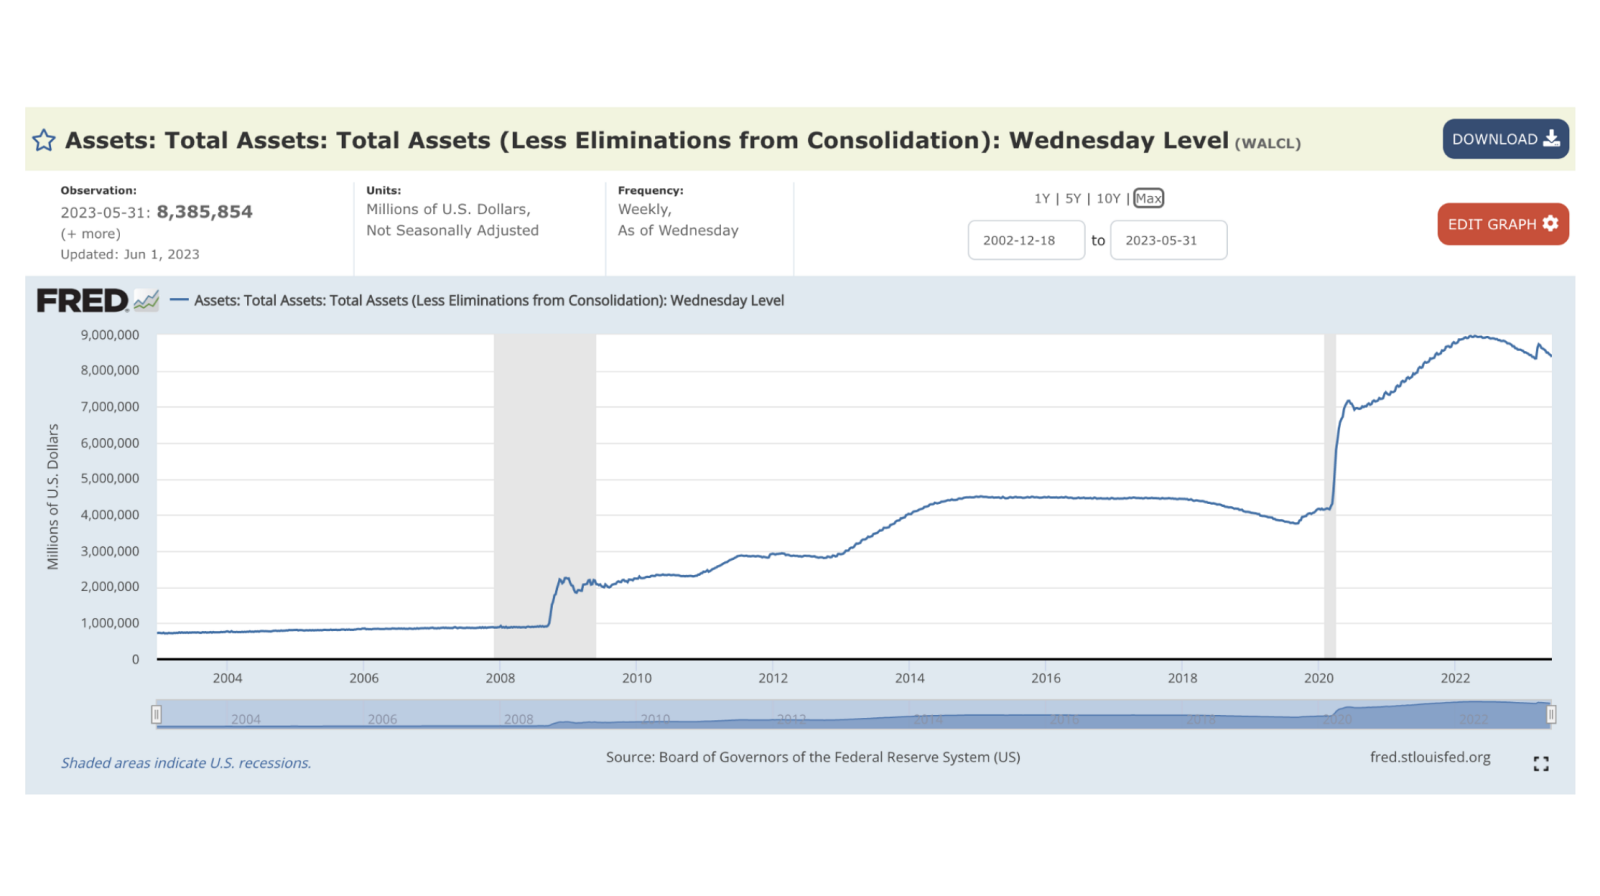 Assets: Total Assets: Total Assets (Less Eliminations from Consolidation): Wednesday Level (WALCL)
DOWNLOAD
Observation:
2023-05-31: 8,385,854
(+ more)
Updated: Jun 1, 2023
Units:
Millions of U.S. Dollars,
Not Seasonally Adjusted
Frequency:
Weekly,
As of Wednesday
1Y | 5Y | 10Y | Max
2002-12-18 to 2023-05-31
EDIT GRAPH
FRED
Assets: Total Assets: Total Assets (Less Eliminations from Consolidation): Wednesday Level
Millions of U.S. Dollars
9,000,000
8,000,000
7,000,000
6,000,000
5,000,000
4,000,000
3,000,000
2,000,000
1,000,000
0
2004 2006 2008 2010 2012 2014 2016 2018 2020 2022
2004 2006 2008 2010 2012 2014 2016 2018 2020 2022
Shaded areas indicate U.S. recessions.
Source: Board of Governors of the Federal Reserve System (US)
fred.stlouisfed.org